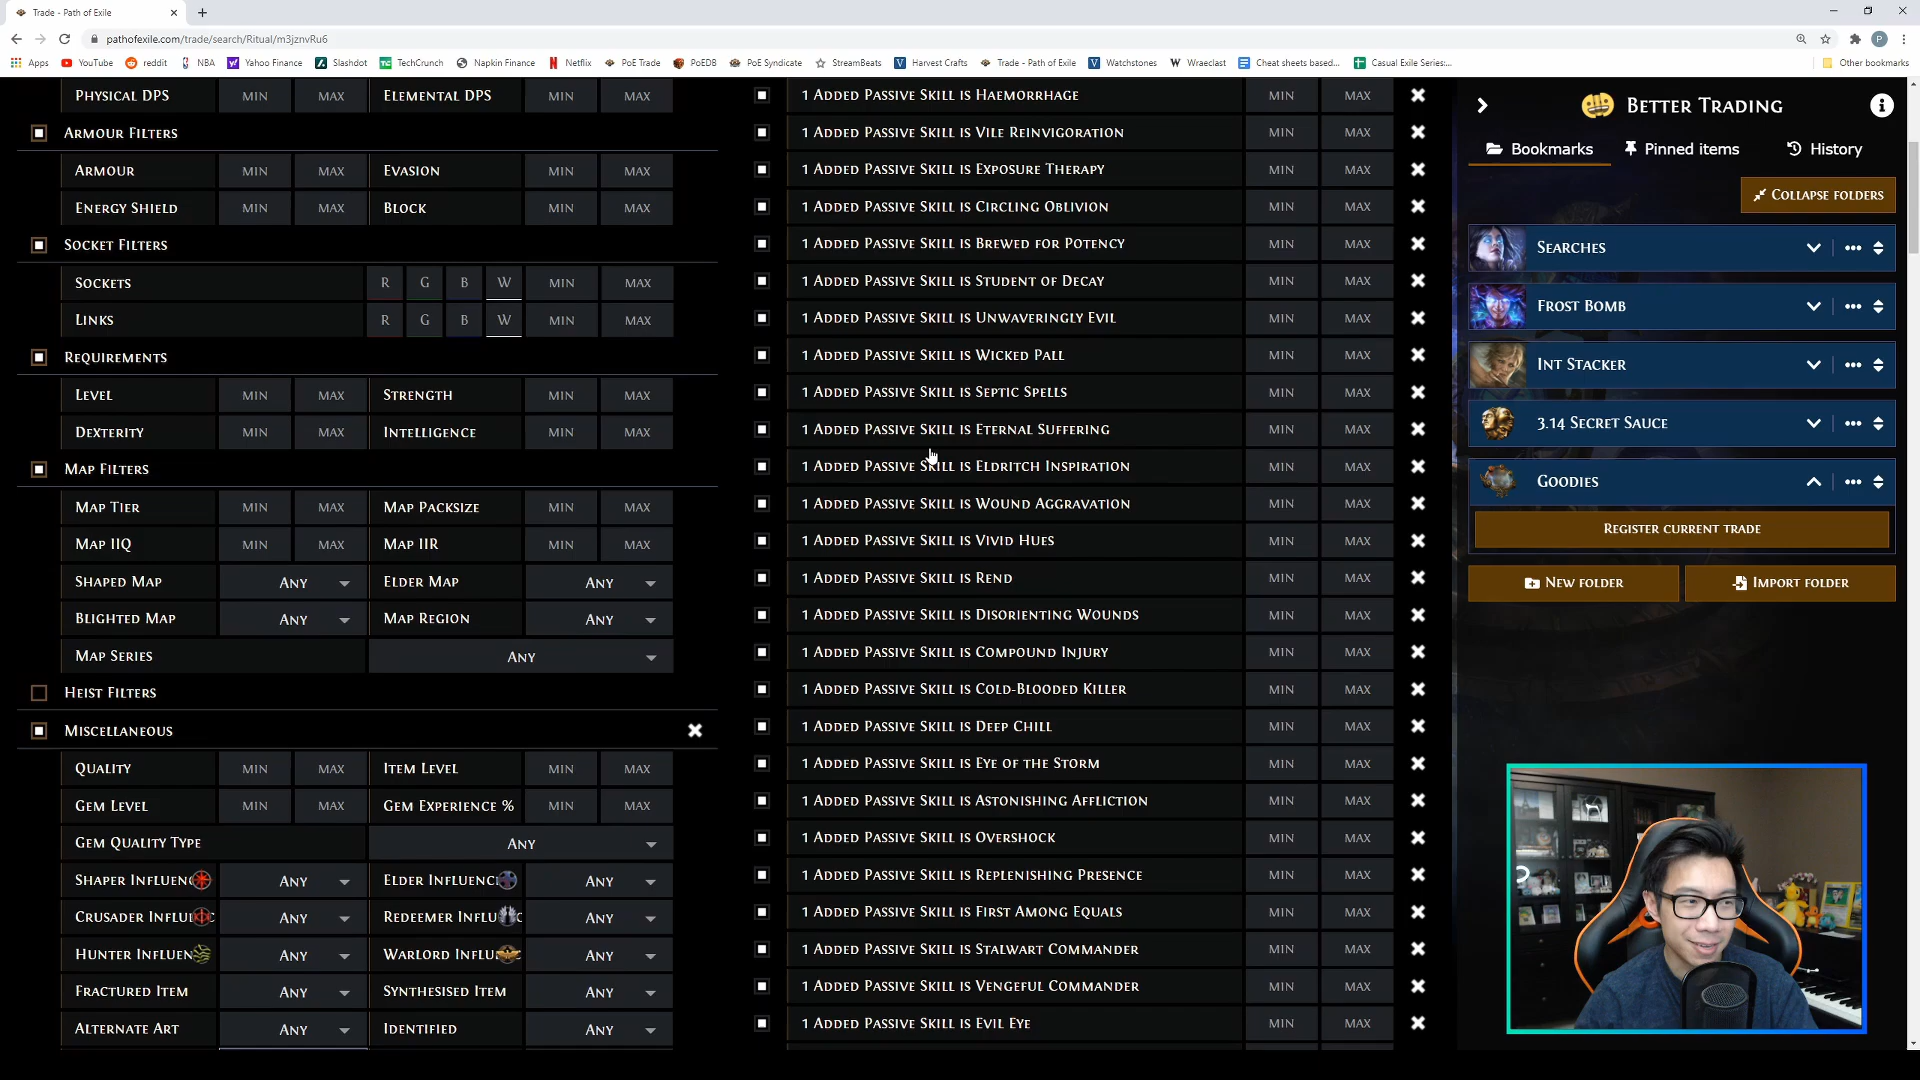 Trade - Path of Exile
pathofexile.com/trade/search/Ritual/m3jznvRu6
Apps YouTube reddit NBA Yahoo Finance Slashdot TechCrunch Napkin Finance Netflix PoE Trade PoEDB PoE Syndicate StreamBeats Harvest Crafts Trade - Path of Exile Watchstones Wraeclast Cheat sheets based... Casual Exile Series:... Other bookmarks
Physical DPS MIN MAX Elemental DPS MIN MAX
Armour Filters
Armour MIN MAX Evasion MIN MAX
Energy Shield MIN MAX Block MIN MAX
Socket Filters
Sockets R G B W MIN MAX
Links R G B W MIN MAX
Requirements
Level MIN MAX Strength MIN MAX
Dexterity MIN MAX Intelligence MIN MAX
Map Filters
Map Tier MIN MAX Map Packsize MIN MAX
Map IIQ MIN MAX Map IIR MIN MAX
Shaped Map Any Elder Map Any
Blighted Map Any Map Region Any
Map Series Any
Heist Filters
Miscellaneous
Quality MIN MAX Item Level MIN MAX
Gem Level MIN MAX Gem Experience % MIN MAX
Gem Quality Type Any
Shaper Influenc Any Elder Influenc Any
Crusader Influenc Any Redeemer Influenc Any
Hunter Influen Any Warlord Influenc Any
Fractured Item Any Synthesised Item Any
Alternate Art Any Identified Any
1 Added Passive Skill is Haemorrhage MIN MAX
1 Added Passive Skill is Vile Reinvigoration MIN MAX
1 Added Passive Skill is Exposure Therapy MIN MAX
1 Added Passive Skill is Circling Oblivion MIN MAX
1 Added Passive Skill is Brewed for Potency MIN MAX
1 Added Passive Skill is Student of Decay MIN MAX
1 Added Passive Skill is Unwaveringly Evil MIN MAX
1 Added Passive Skill is Wicked Pall MIN MAX
1 Added Passive Skill is Septic Spells MIN MAX
1 Added Passive Skill is Eternal Suffering MIN MAX
1 Added Passive Skill is Eldritch Inspiration MIN MAX
1 Added Passive Skill is Wound Aggravation MIN MAX
1 Added Passive Skill is Vivid Hues MIN MAX
1 Added Passive Skill is Rend MIN MAX
1 Added Passive Skill is Disorienting Wounds MIN MAX
1 Added Passive Skill is Compound Injury MIN MAX
1 Added Passive Skill is Cold-Blooded Killer MIN MAX
1 Added Passive Skill is Deep Chill MIN MAX
1 Added Passive Skill is Eye of the Storm MIN MAX
1 Added Passive Skill is Astonishing Affliction MIN MAX
1 Added Passive Skill is Overshock MIN MAX
1 Added Passive Skill is Replenishing Presence MIN MAX
1 Added Passive Skill is First Among Equals MIN MAX
1 Added Passive Skill is Stalwart Commander MIN MAX
1 Added Passive Skill is Vengeful Commander MIN MAX
1 Added Passive Skill is Evil Eye MIN MAX
Better Trading
Bookmarks Pinned items History
Collapse folders
Searches
Frost Bomb
Int Stacker
3.14 Secret Sauce
Goodies
Register current trade
New folder Import folder